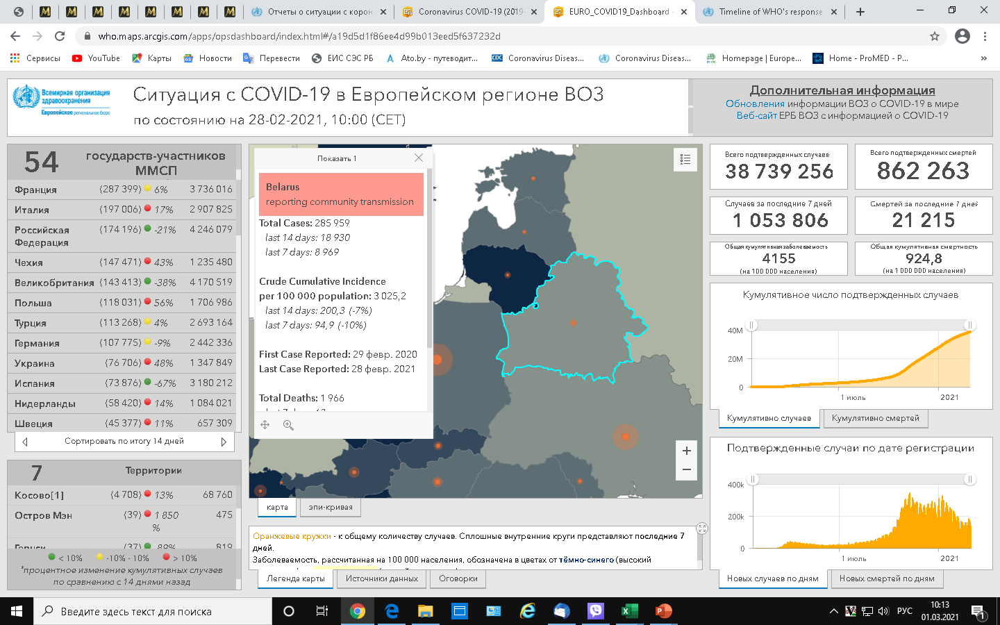 Отчеты о ситуации с корон
Coronavirus COVID-19 (2019-
EURO_COVID19_Dashboard -
Timeline of WHO's response
who.maps.arcgis.com/apps/opsdashboard/index.html#/a19d5d1f86ee4d99b013eed5f637232d
Сервисы
YouTube
Карты
Новости
Перевести
ЕИС СЭС РБ
Ato.by - путеводит...
CDC
Coronavirus Diseas...
Coronavirus Diseas...
Homepage | Europe...
Home - ProMED - P...
»
Всемирная организация
здравоохранения
Европейское региональное бюро
Ситуация с COVID-19 в Европейском регионе ВОЗ
по состоянию на 28-02-2021, 10:00 (CET)
Дополнительная информация
Обновления информации ВОЗ о COVID-19 в мире
Веб-сайт ЕРБ ВОЗ с информацией о COVID-19
54
государств-участников
ММСП
Франция (287 399) 6% 3 736 016
Италия (197 006) 17% 2 907 825
Российская (174 196) -21% 4 246 079
Федерация
Чехия (147 471) 43% 1 235 480
Великобритания (143 413) -38% 4 170 519
Польша (118 031) 56% 1 706 986
Турция (113 268) 4% 2 693 164
Германия (107 775) -9% 2 442 336
Украина (76 706) 48% 1 347 849
Испания (73 876) -67% 3 180 212
Нидерланды (58 420) 14% 1 084 021
Швеция (45 377) 11% 657 309
Сортировать по итогу 14 дней
7
Территории
Косово[1] (4 708) 13% 68 760
Остров Мэн (39) 1 850 475
%
Гернси (37) -89% 819
< 10% -10% - 10% > 10%
*процентное изменение кумулятивных случаев
по сравнению с 14 днями назад
Показать 1
Belarus
reporting community transmission
Total Cases: 285 959
last 14 days: 18 930
last 7 days: 8 969
Crude Cumulative Incidence
per 100 000 population: 3 025,2
last 14 days: 200,3 (-7%)
last 7 days: 94,9 (-10%)
First Case Reported: 29 февр. 2020
Last Case Reported: 28 февр. 2021
Total Deaths: 1 966
last 7 days: 63
+
−
карта
эпи-кривая
Оранжевые кружки - к общему количеству случаев. Сплошные внутренние круги представляют последние 7
дней.
Заболеваемость, рассчитанная на 100 000 населения, обозначена в цветах от тёмно-синего (высокий
Легенда карты
Источники данных
Оговорки
Всего подтвержденных случаев
38 739 256
Всего подтвержденных смертей
862 263
Случаев за последние 7 дней
1 053 806
Смертей за последние 7 дней
21 215
Общая кумулятивная заболеваемость
4155
(на 100 000 населения)
Общая кумулятивная смертность
924,8
(на 1 000 000 населения)
Кумулятивное число подтвержденных случаев
40M
20M
0
1 июль
2021
Кумулятивно случаев
Кумулятивно смертей
Подтвержденные случаи по дате регистрации
400k
200k
0
1 июль
2021
Новых случаев по дням
Новых смертей по дням
Введите здесь текст для поиска
РУС
10:13
01.03.2021
1